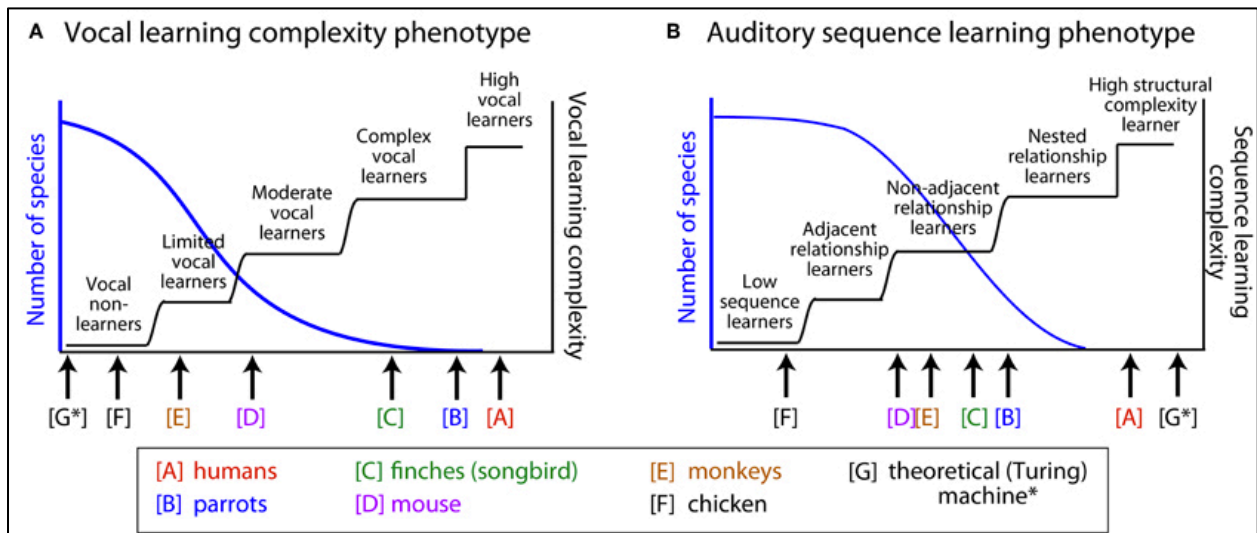 A Vocal learning complexity phenotype
Number of species
Vocal non-
learners
Limited
vocal
learners
Moderate
vocal
learners
Complex
vocal
learners
High
vocal
learners
Vocal learning complexity
[G*] [F] [E] [D] [C] [B] [A]
B Auditory sequence learning phenotype
Number of species
Low
sequence
learners
Adjacent
relationship
learners
Non-adjacent
relationship
learners
Nested
relationship
learners
High structural
complexity
learner
Sequence learning
complexity
[F] [D] [E] [C] [B] [A] [G*]
[A] humans [C] finches (songbird) [E] monkeys [G] theoretical (Turing)
machine*
[B] parrots [D] mouse [F] chicken